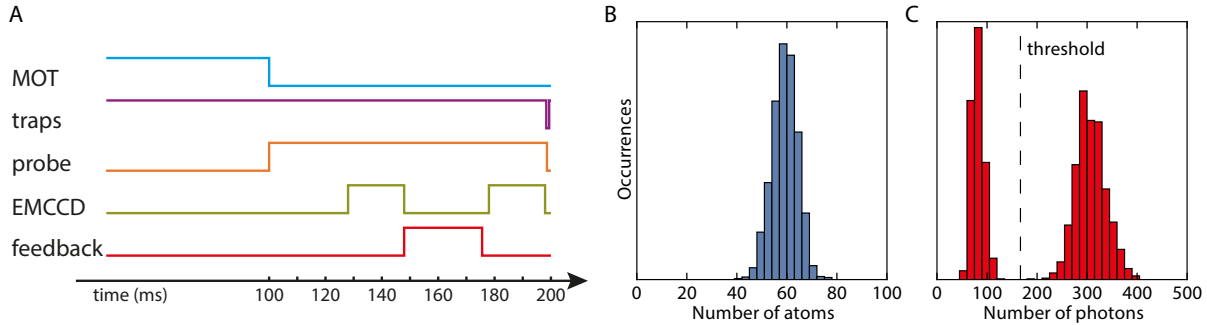 A
MOT
traps
probe
EMCCD
feedback
time (ms)
100 120 140 160 180 200
B
Occurrences
0 20 40 60 80 100
Number of atoms
C
threshold
0 100 200 300 400 500
Number of photons